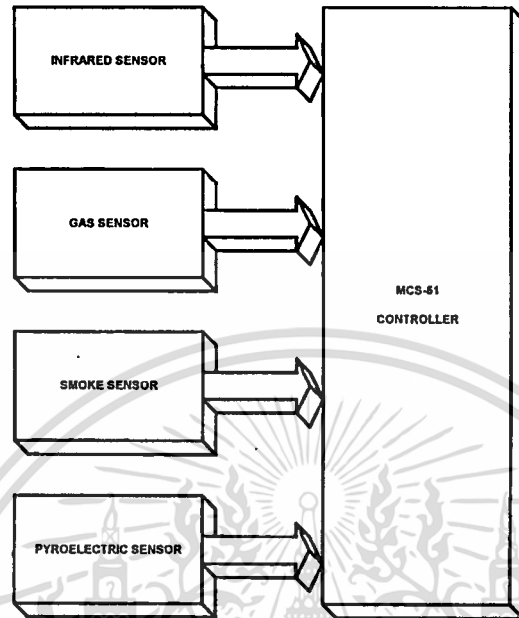 INFRARED SENSOR
GAS SENSOR
SMOKE SENSOR
PYROELECTRIC SENSOR
MCS-51
CONTROLLER